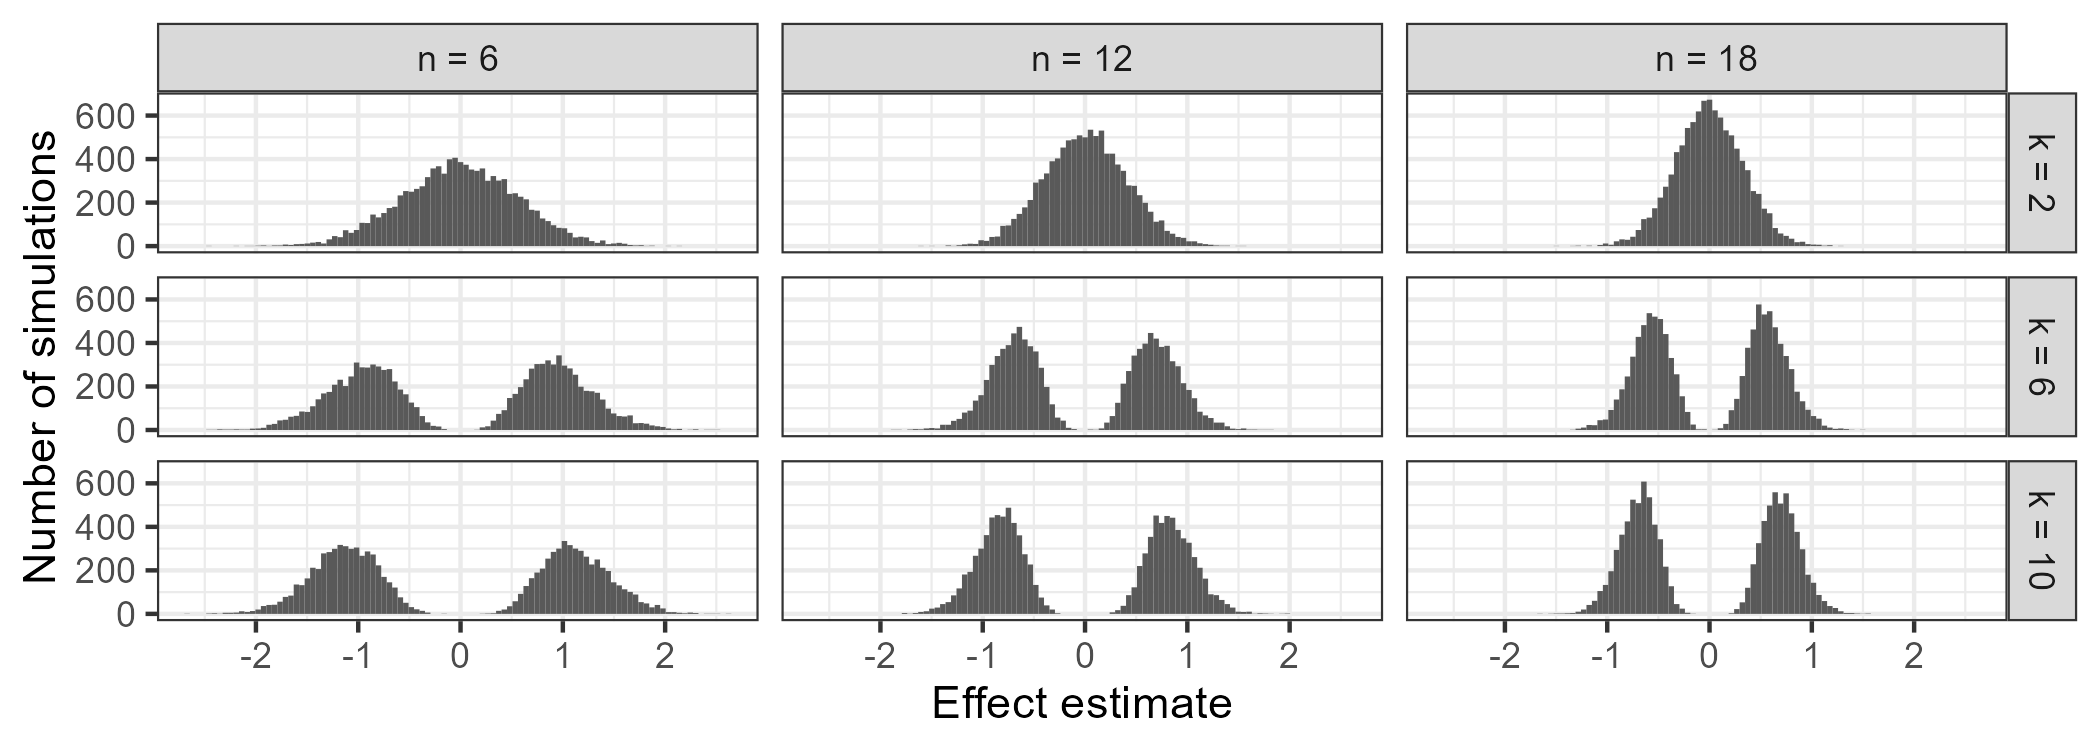 n = 6
n = 12
n = 18
600
400
200
0
k = 2
600
400
200
0
k = 6
600
400
200
0
k = 10
-2 -1 0 1 2
-2 -1 0 1 2
-2 -1 0 1 2
Effect estimate
Number of simulations